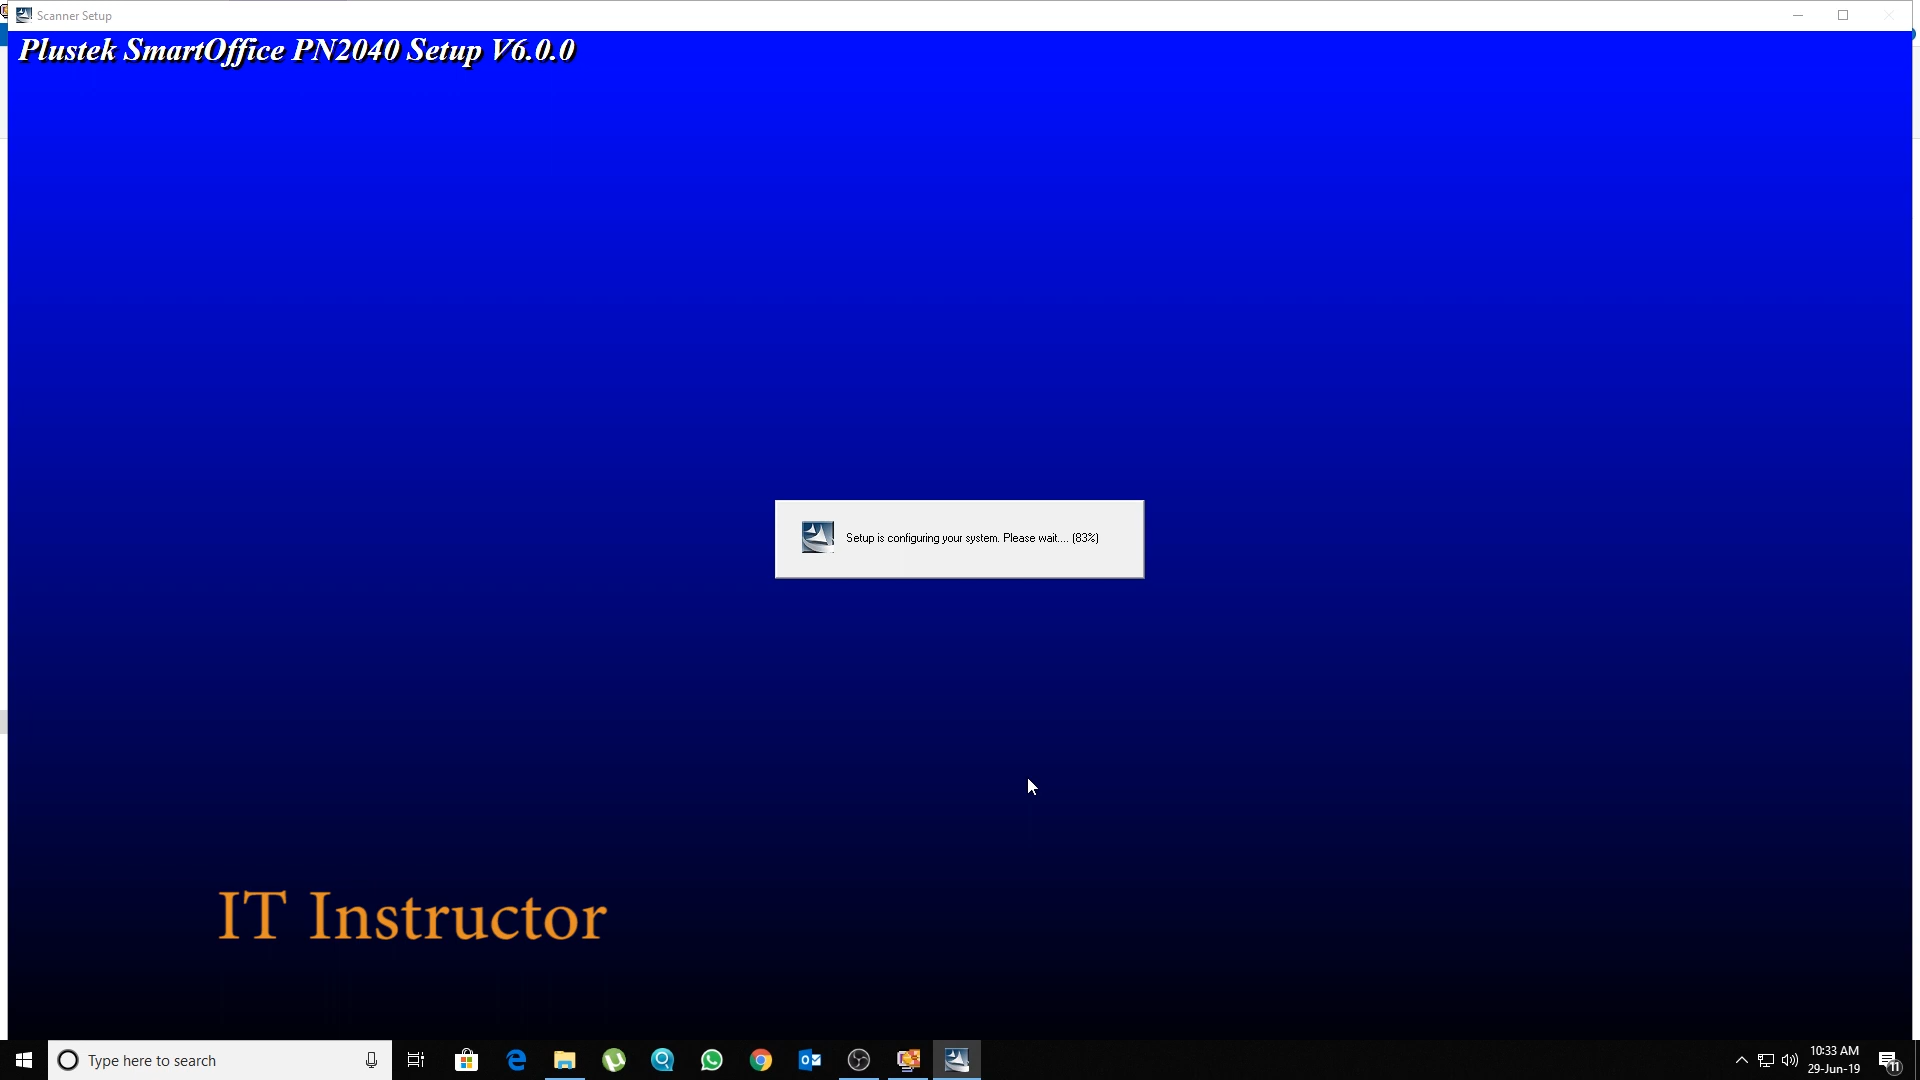 Scanner Setup
Plustek SmartOffice PN2040 Setup V6.0.0
Setup is configuring your system. Please wait.... (83%)
IT Instructor
Type here to search
10:33 AM
29-Jun-19
11